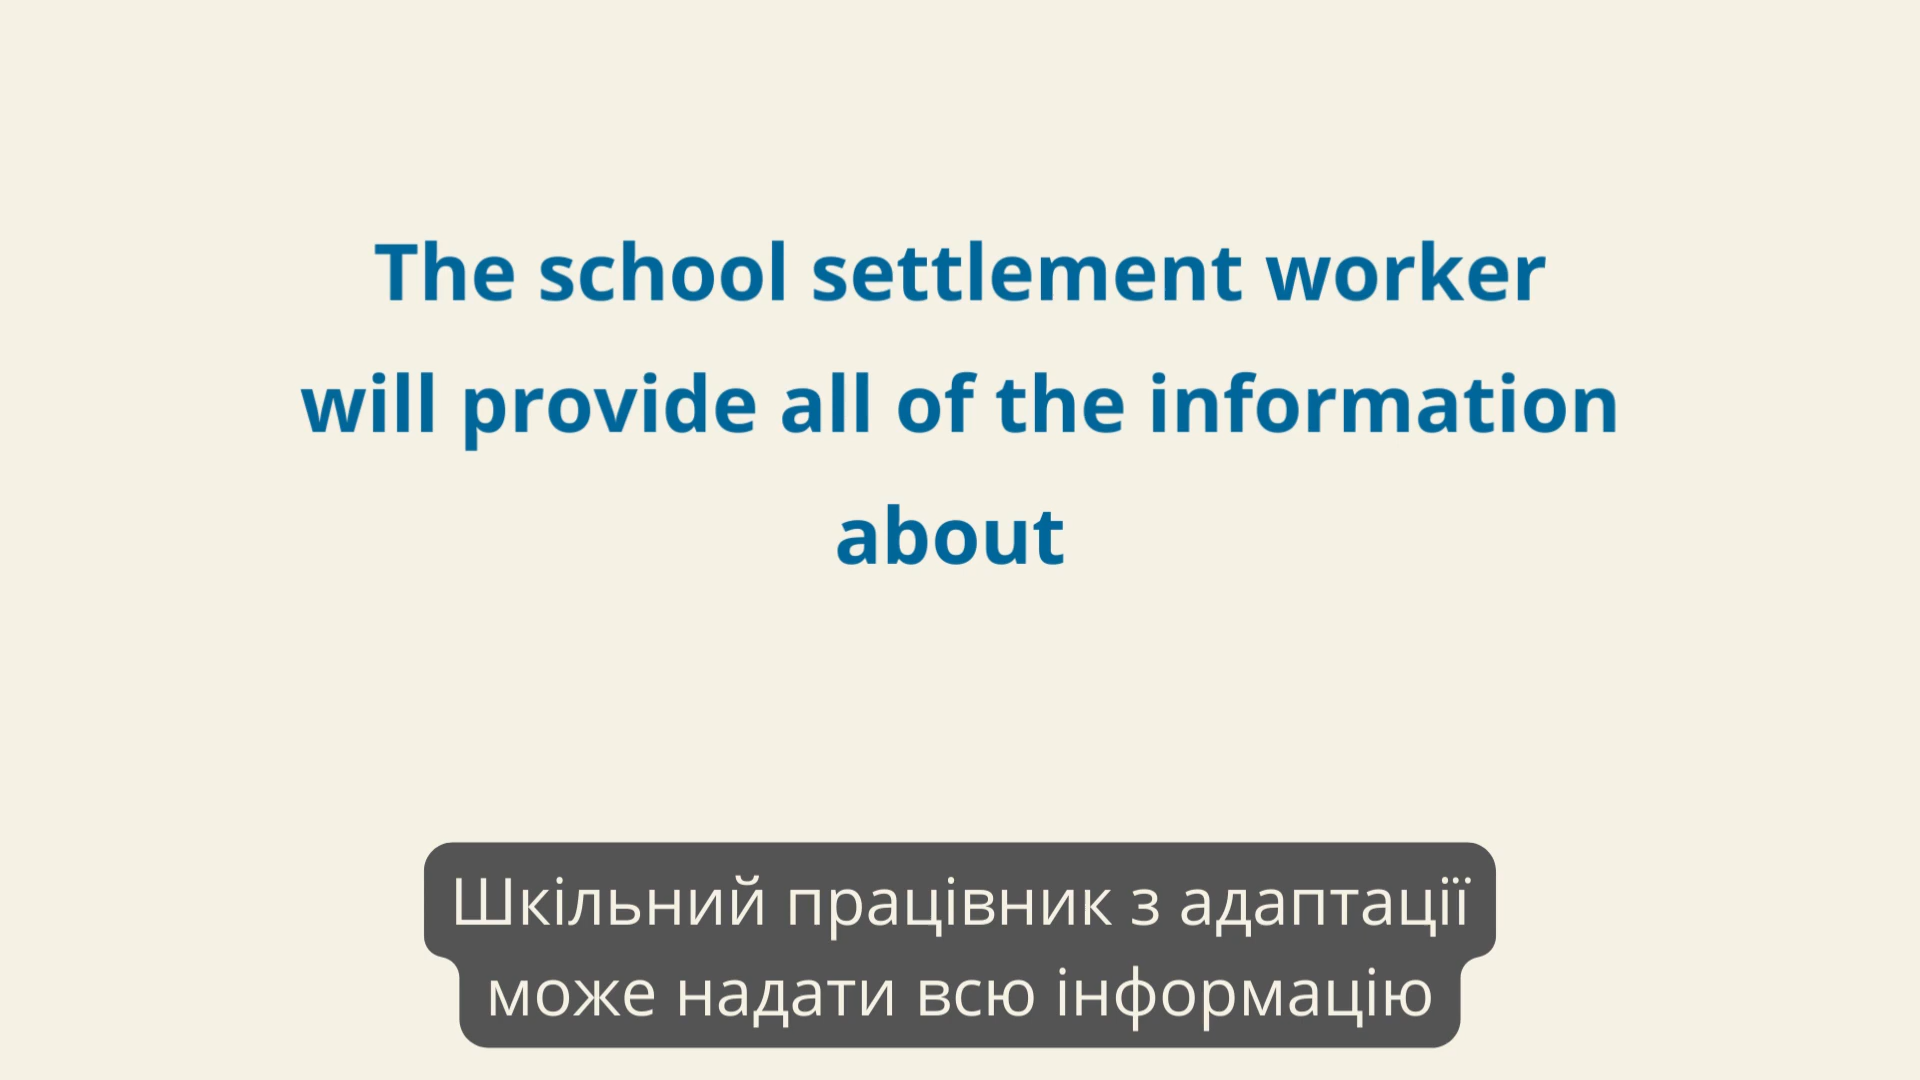 The school settlement worker
will provide all of the information
about
Шкільний працівник з адаптації
може надати всю інформацію